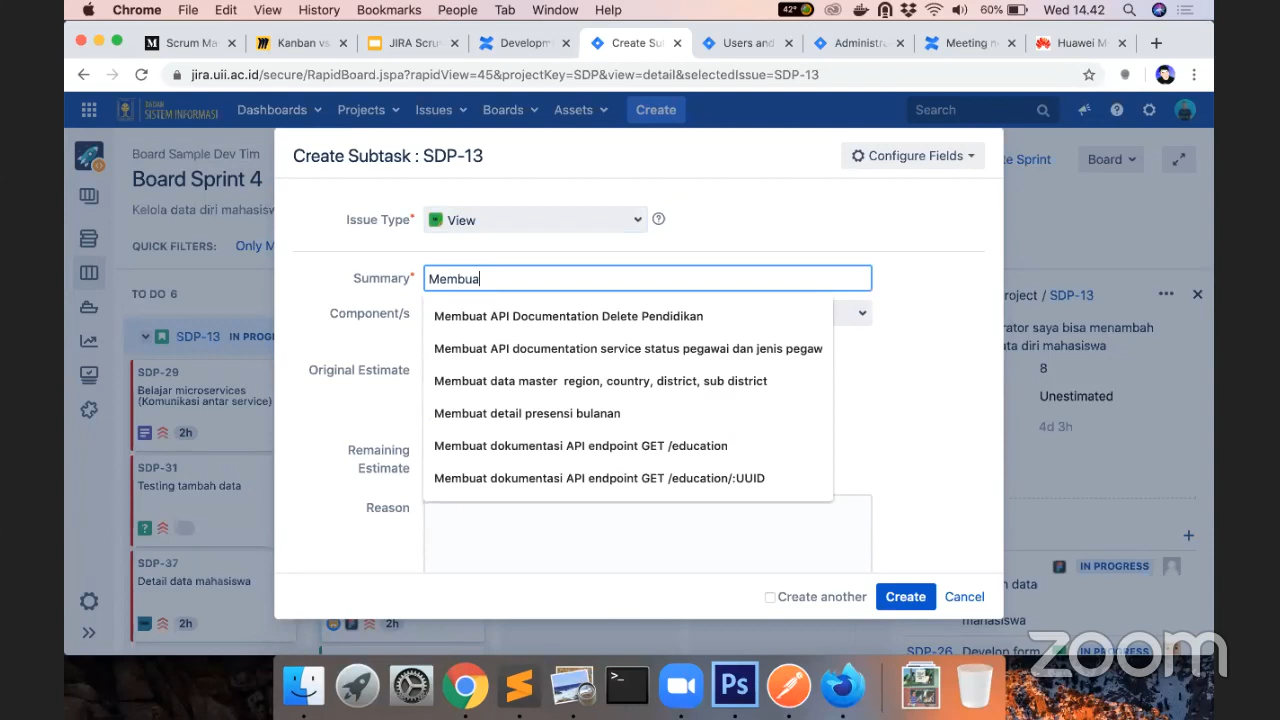 Chrome File Edit View History Bookmarks People Tab Window Help 42° 60% Wed 14.42
Scrum Ma Kanban vs JIRA Scru Developm Create Su Users and Administra Meeting n Huawei M
jira.uii.ac.id/secure/RapidBoard.jspa?rapidView=45&projectKey=SDP&view=detail&selectedIssue=SDP-13
BADAN
SISTEM INFORMASI
Dashboards Projects Issues Boards Assets Create Search
Board Sample Dev Tim
Board Sprint 4
Kelola data diri mahasisw
QUICK FILTERS: Only M
TO DO 6
SDP-13 IN PROG
SDP-29
Belajar microservices
(Komunikasi antar service)
2h
SDP-31
Testing tambah data
SDP-37
Detail data mahasiswa
2h
2h
Create Subtask : SDP-13
Configure Fields
Issue Type* View
Summary* Membua
Component/s
Original Estimate
Remaining
Estimate
Reason
Membuat API Documentation Delete Pendidikan
Membuat API documentation service status pegawai dan jenis pegaw
Membuat data master region, country, district, sub district
Membuat detail presensi bulanan
Membuat dokumentasi API endpoint GET /education
Membuat dokumentasi API endpoint GET /education/:UUID
Create another Create Cancel
e Sprint Board
oject / SDP-13
rator saya bisa menambah
ata diri mahasiswa
8
Unestimated
4d 3h
IN PROGRESS
h data
mahasiswa
SDP-26 Develop form IN PROGRESS
zoom
Ps